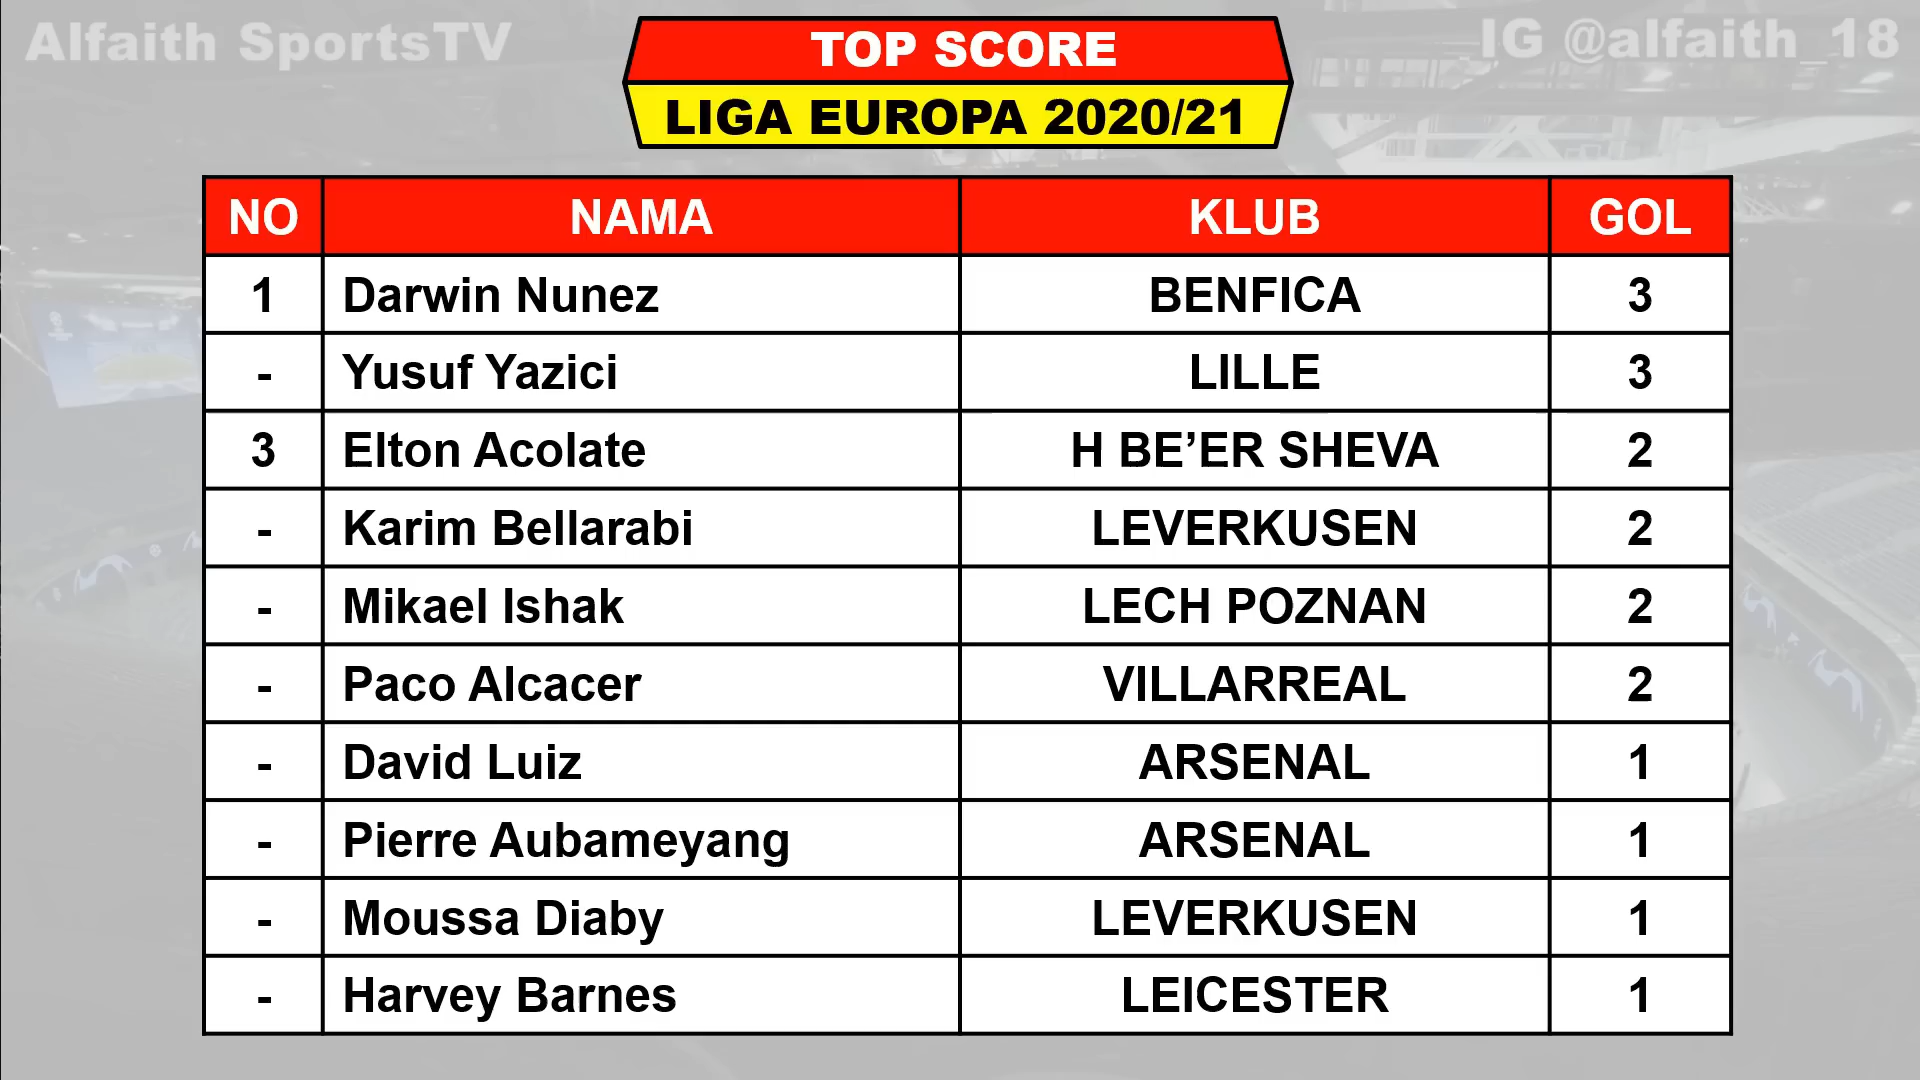 Alfaith SportsTV
IG @alfaith_18
TOP SCORE
LIGA EUROPA 2020/21
NO NAMA KLUB GOL
1 Darwin Nunez BENFICA 3
- Yusuf Yazici LILLE 3
3 Elton Acolate H BE’ER SHEVA 2
- Karim Bellarabi LEVERKUSEN 2
- Mikael Ishak LECH POZNAN 2
- Paco Alcacer VILLARREAL 2
- David Luiz ARSENAL 1
- Pierre Aubameyang ARSENAL 1
- Moussa Diaby LEVERKUSEN 1
- Harvey Barnes LEICESTER 1